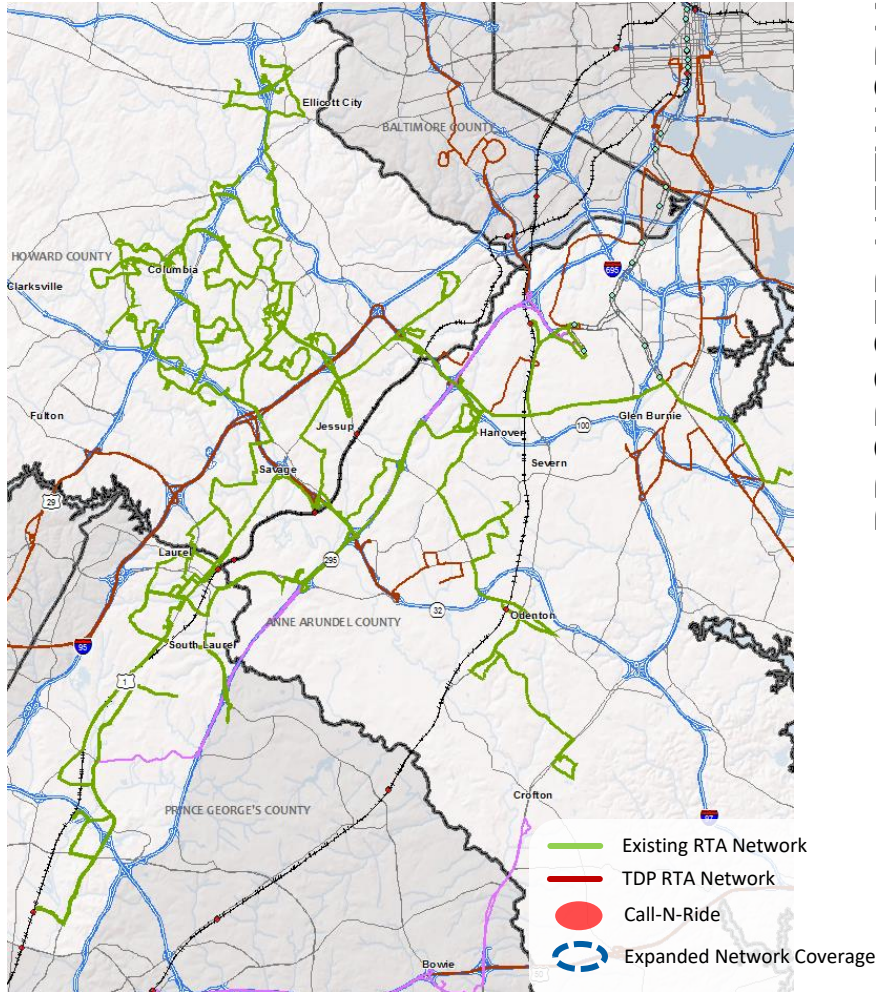 Ellicott City
BALTIMORE COUNTY
HOWARD COUNTY
Columbia
695
Clarksville
Fulton
Jessup
Glen Burnie
100
Hanover
Savage
Severn
29
Laurel
295
32
Odenton
ANNE ARUNDEL COUNTY
95
South Laurel
1
Crofton
PRINCE GEORGE'S COUNTY
97
Existing RTA Network
TDP RTA Network
Call-N-Ride
Expanded Network Coverage
Bowie
50